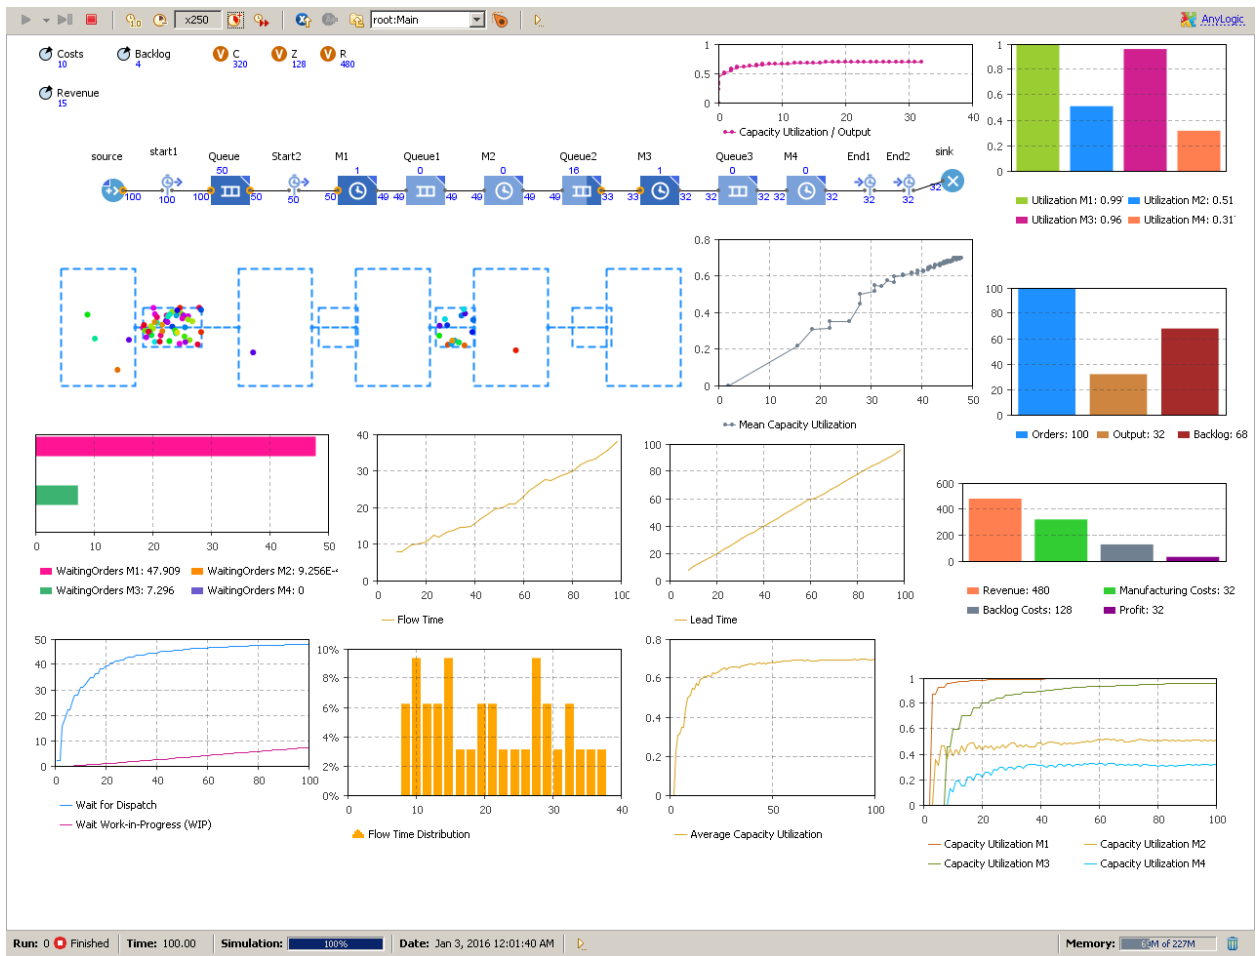 x250 root:Main AnyLogic
Costs Backlog C Z R
10 4 320 128 480
Revenue
15
1
0.5
0
0 10 20 30 40
Capacity Utilization / Output
1
0.8
0.6
0.4
0.2
0
Utilization M1: 0.99 Utilization M2: 0.51
Utilization M3: 0.96 Utilization M4: 0.31
source start1 Queue Start2 M1 Queue1 M2 Queue2 M3 Queue3 M4 End1 End2 sink
50 1 0 0 16 1 0 0
100 100 100 50 50 50 49 49 49 49 49 49 33 33 32 32 32 32 32 32 32 32
0.8
0.6
0.4
0.2
0
0 10 20 30 40 50
Mean Capacity Utilization
100
80
60
40
20
0
Orders: 100 Output: 32 Backlog: 68
0 10 20 30 40 50
WaitingOrders M1: 47.909 WaitingOrders M2: 9.256E-
WaitingOrders M3: 7.296 WaitingOrders M4: 0
40
30
20
10
0
0 20 40 60 80 100
Flow Time
100
80
60
40
20
0
0 20 40 60 80 100
Lead Time
600
400
200
0
Revenue: 480 Manufacturing Costs: 32
Backlog Costs: 128 Profit: 32
50
40
30
20
10
0
0 20 40 60 80 100
Wait for Dispatch
Wait Work-in-Progress (WIP)
10%
8%
6%
4%
2%
0%
0 10 20 30 40
Flow Time Distribution
0.8
0.6
0.4
0.2
0
0 50 100
Average Capacity Utilization
1
0.8
0.6
0.4
0.2
0
0 20 40 60 80 100
Capacity Utilization M1 Capacity Utilization M2
Capacity Utilization M3 Capacity Utilization M4
Run: 0 Finished Time: 100.00 Simulation: 100% Date: Jan 3, 2016 12:01:40 AM Memory: of 227M